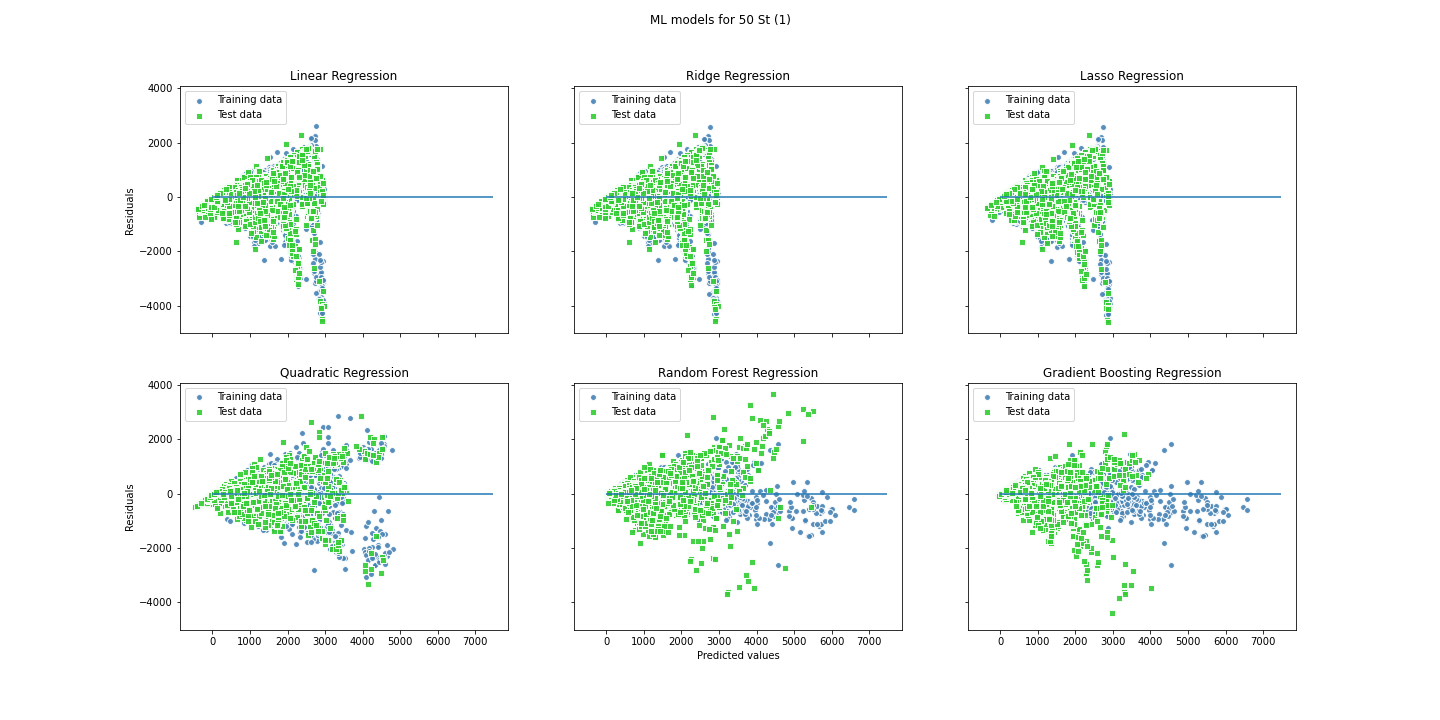 ML models for 50 St (1)
Linear Regression
Ridge Regression
Lasso Regression
4000
2000
0
−2000
−4000
Residuals
Training data
Test data
Training data
Test data
Training data
Test data
Quadratic Regression
Random Forest Regression
Gradient Boosting Regression
4000
2000
0
−2000
−4000
Residuals
Training data
Test data
Training data
Test data
Training data
Test data
0 1000 2000 3000 4000 5000 6000 7000
0 1000 2000 3000 4000 5000 6000 7000
0 1000 2000 3000 4000 5000 6000 7000
Predicted values